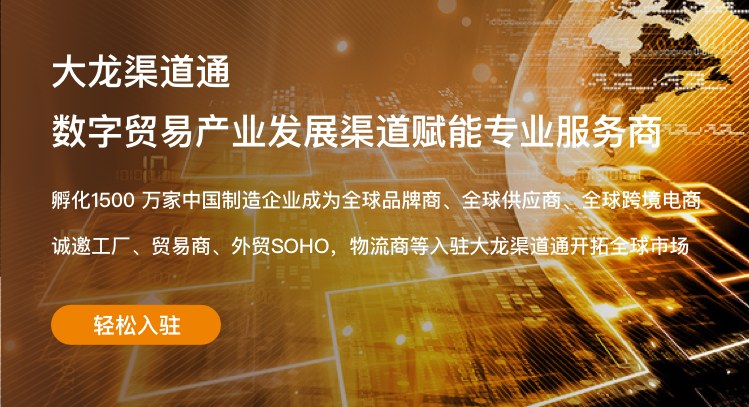 大龙渠道通
数字贸易产业发展渠道赋能专业服务商
孵化1500 万家中国制造企业成为全球品牌商、全球供应商、全球跨境电商
诚邀工厂、贸易商、外贸SOHO，物流商等入驻大龙渠道通开拓全球市场
轻松入驻